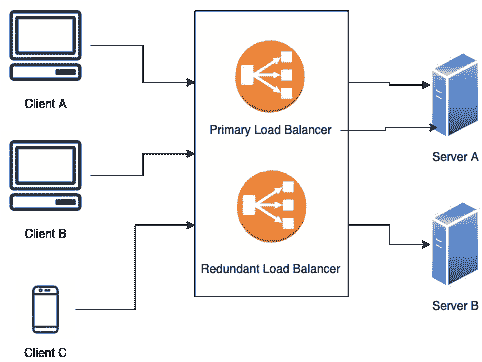 Client A
Primary Load Balancer
Server A
Client B
Redundant Load Balancer
Server B
Client C